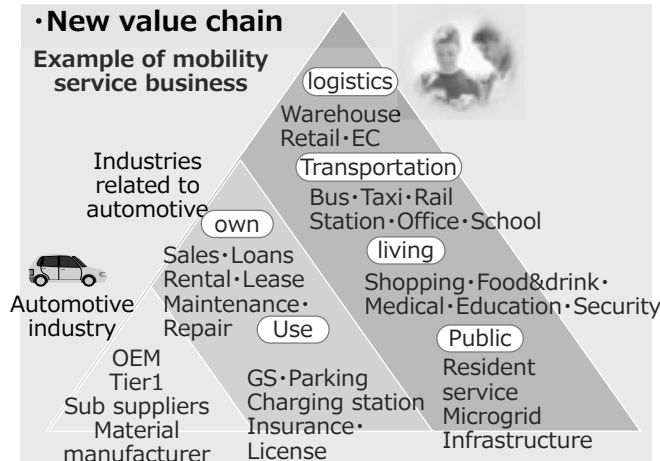 ・New value chain
Example of mobility
service business
logistics
Warehouse
Retail・EC
Industries
related to
automotive
Transportation
Bus・Taxi・Rail
Station・Office・School
own
Sales・Loans
Rental・Lease
Maintenance・
Repair
living
Shopping・Food&drink・
Medical・Education・Security
Automotive
industry
Use
GS・Parking
Charging station
Insurance・
License
Public
Resident
service
Microgrid
Infrastructure
OEM
Tier1
Sub suppliers
Material
manufacturer